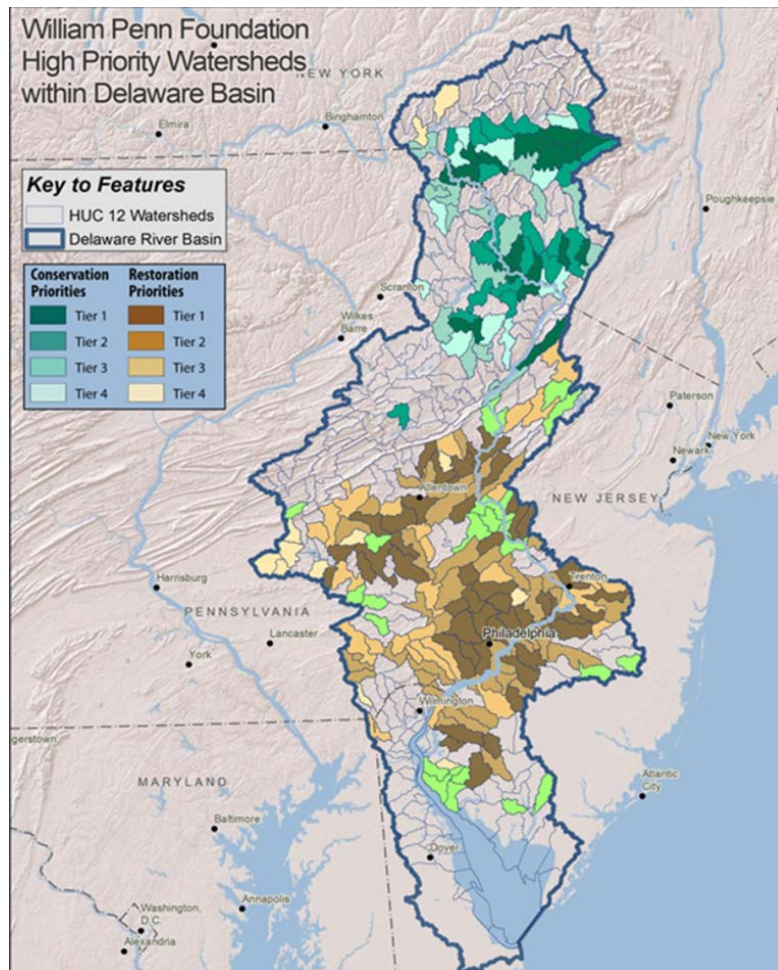 William Penn Foundation
High Priority Watersheds
within Delaware Basin
NEW YORK
Elmira
Binghamton
Key to Features
HUC 12 Watersheds
Delaware River Basin
Poughkeepsie
Conservation Priorities
Restoration Priorities
Tier 1
Tier 1
Tier 2
Tier 2
Tier 3
Tier 3
Tier 4
Tier 4
Scranton
Wilkes
Barre
Paterson
New York
Newark
Allentown
NEW JERSEY
Harrisburg
Trenton
PENNSYLVANIA
Philadelphia
Lancaster
York
Wilmington
gerstown
MARYLAND
Atlantic
City
Baltimore
Dover
Annapolis
Washington,
D.C.
Alexandria